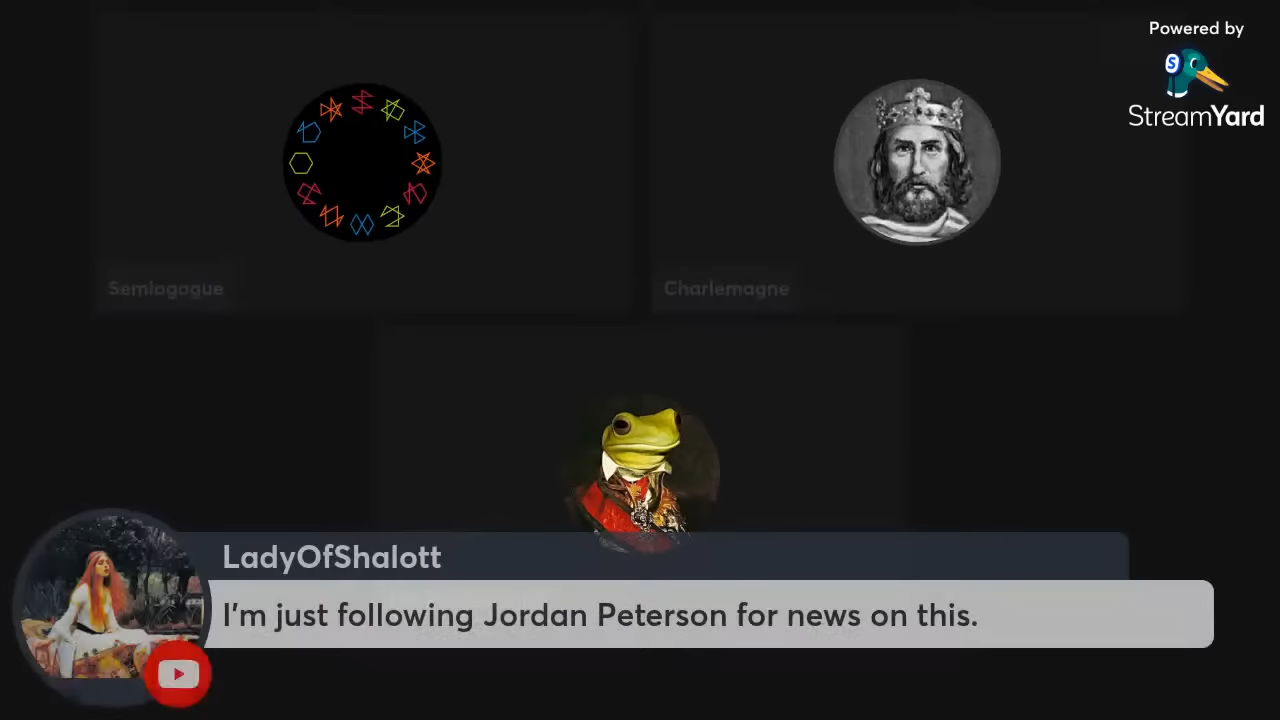 Powered by
StreamYard
Semiogogue
Charlemagne
LadyOfShalott
I'm just following Jordan Peterson for news on this.